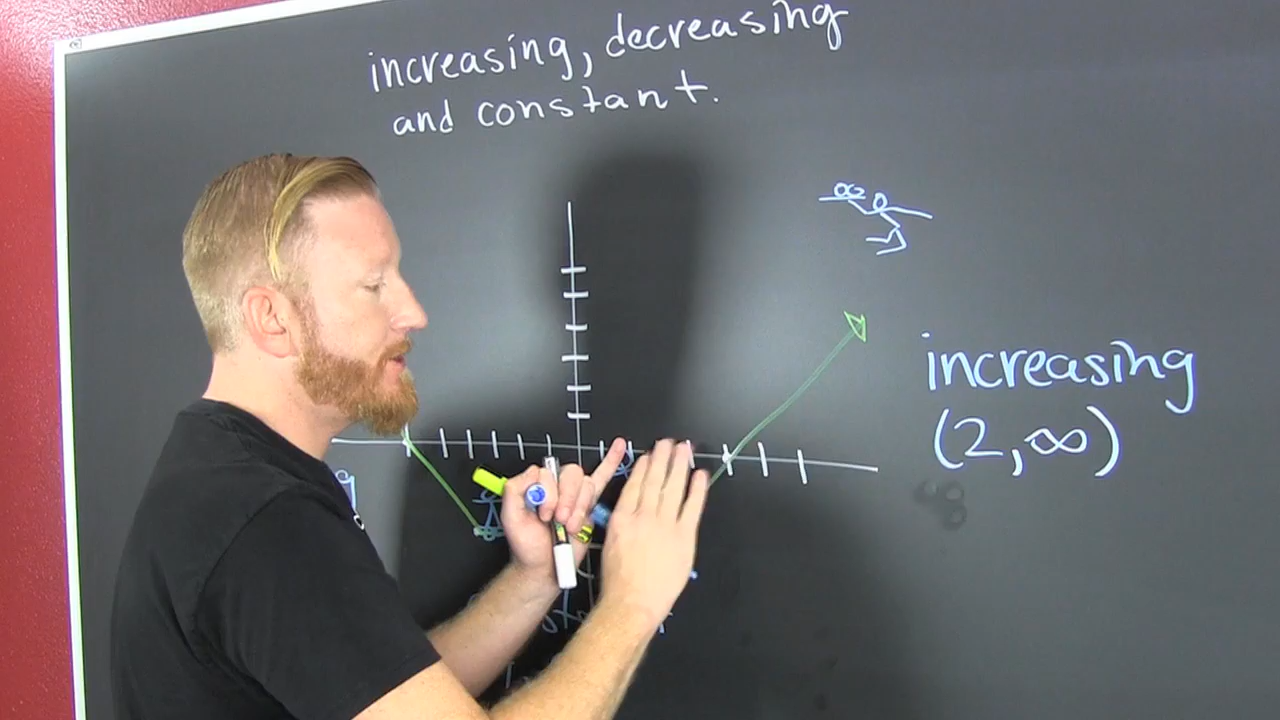 increasing, decreasing
and constant.
increasing
(2,∞)